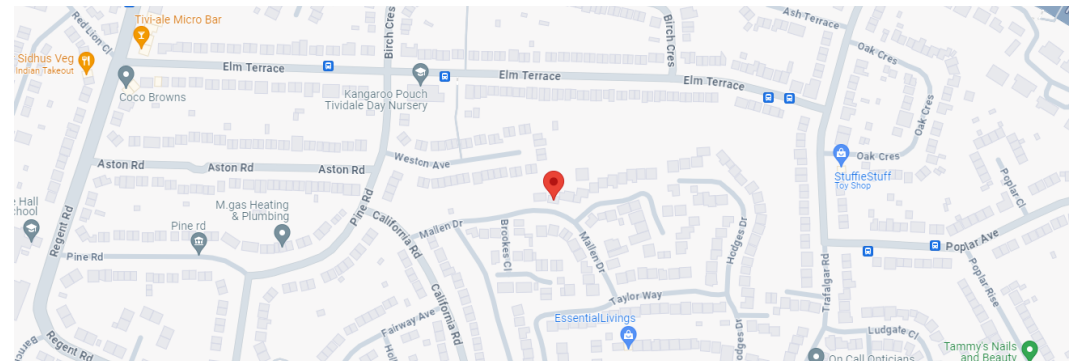 Red Lion Cl
Tivi-ale Micro Bar
Birch Cres
Birch Cres
Ash Terrace
Oak Cres
Sidhus Veg
Indian Takeout
Elm Terrace
Elm Terrace
Elm Terrace
Coco Browns
Kangaroo Pouch
Tividale Day Nursery
Oak Cres
Aston Rd
Aston Rd
Aston Rd
Weston Ave
Oak Cres
StuffieStuff
Toy Shop
Poplar Cl
e Hall
chool
Regent Rd
M.gas Heating
& Plumbing
Pine Rd
Pine rd
California Rd
Mallen Dr
Brookes Cl
Mallen Dr
Hodges Dr
Poplar Ave
Pine Rd
Trafalgar Rd
Poplar Rise
Taylor Way
Fairway Ave
California Rd
EssentialLivings
Regent Rd
Hodges Dr
Ludgate Cl
Tammy's Nails
and Beauty
On Call Opticians